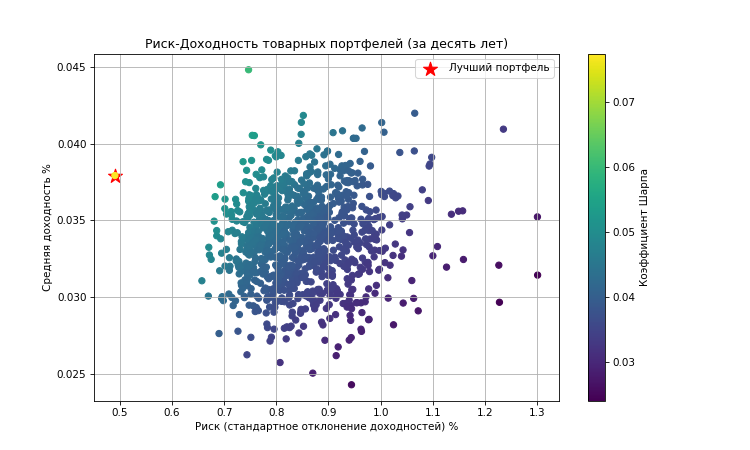 Риск-Доходность товарных портфелей (за десять лет)
Лучший портфель
0.045
0.040
0.035
0.030
0.025
Средняя доходность %
0.5 0.6 0.7 0.8 0.9 1.0 1.1 1.2 1.3
Риск (стандартное отклонение доходностей) %
0.07
0.06
0.05
0.04
0.03
Коэффициент Шарпа